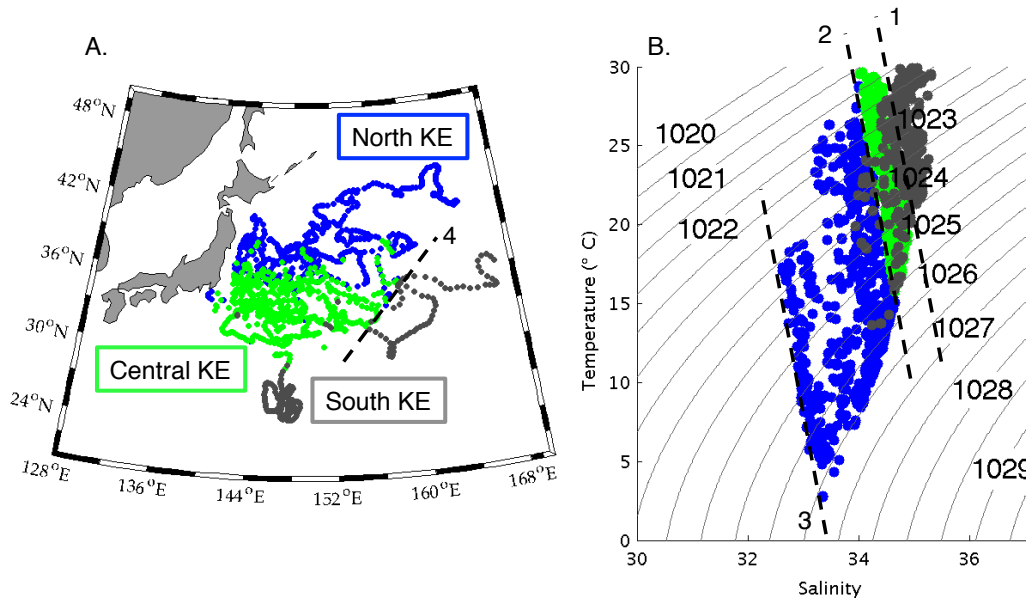 A.
48°N
42°N
36°N
30°N
24°N
128°E
136°E
144°E
152°E
160°E
168°E
North KE
Central KE
South KE
4
B.
1
2
3
1020
1021
1022
1023
1024
1025
1026
1027
1028
1029
30
25
20
15
10
5
0
Temperature (° C)
30
32
34
36
Salinity